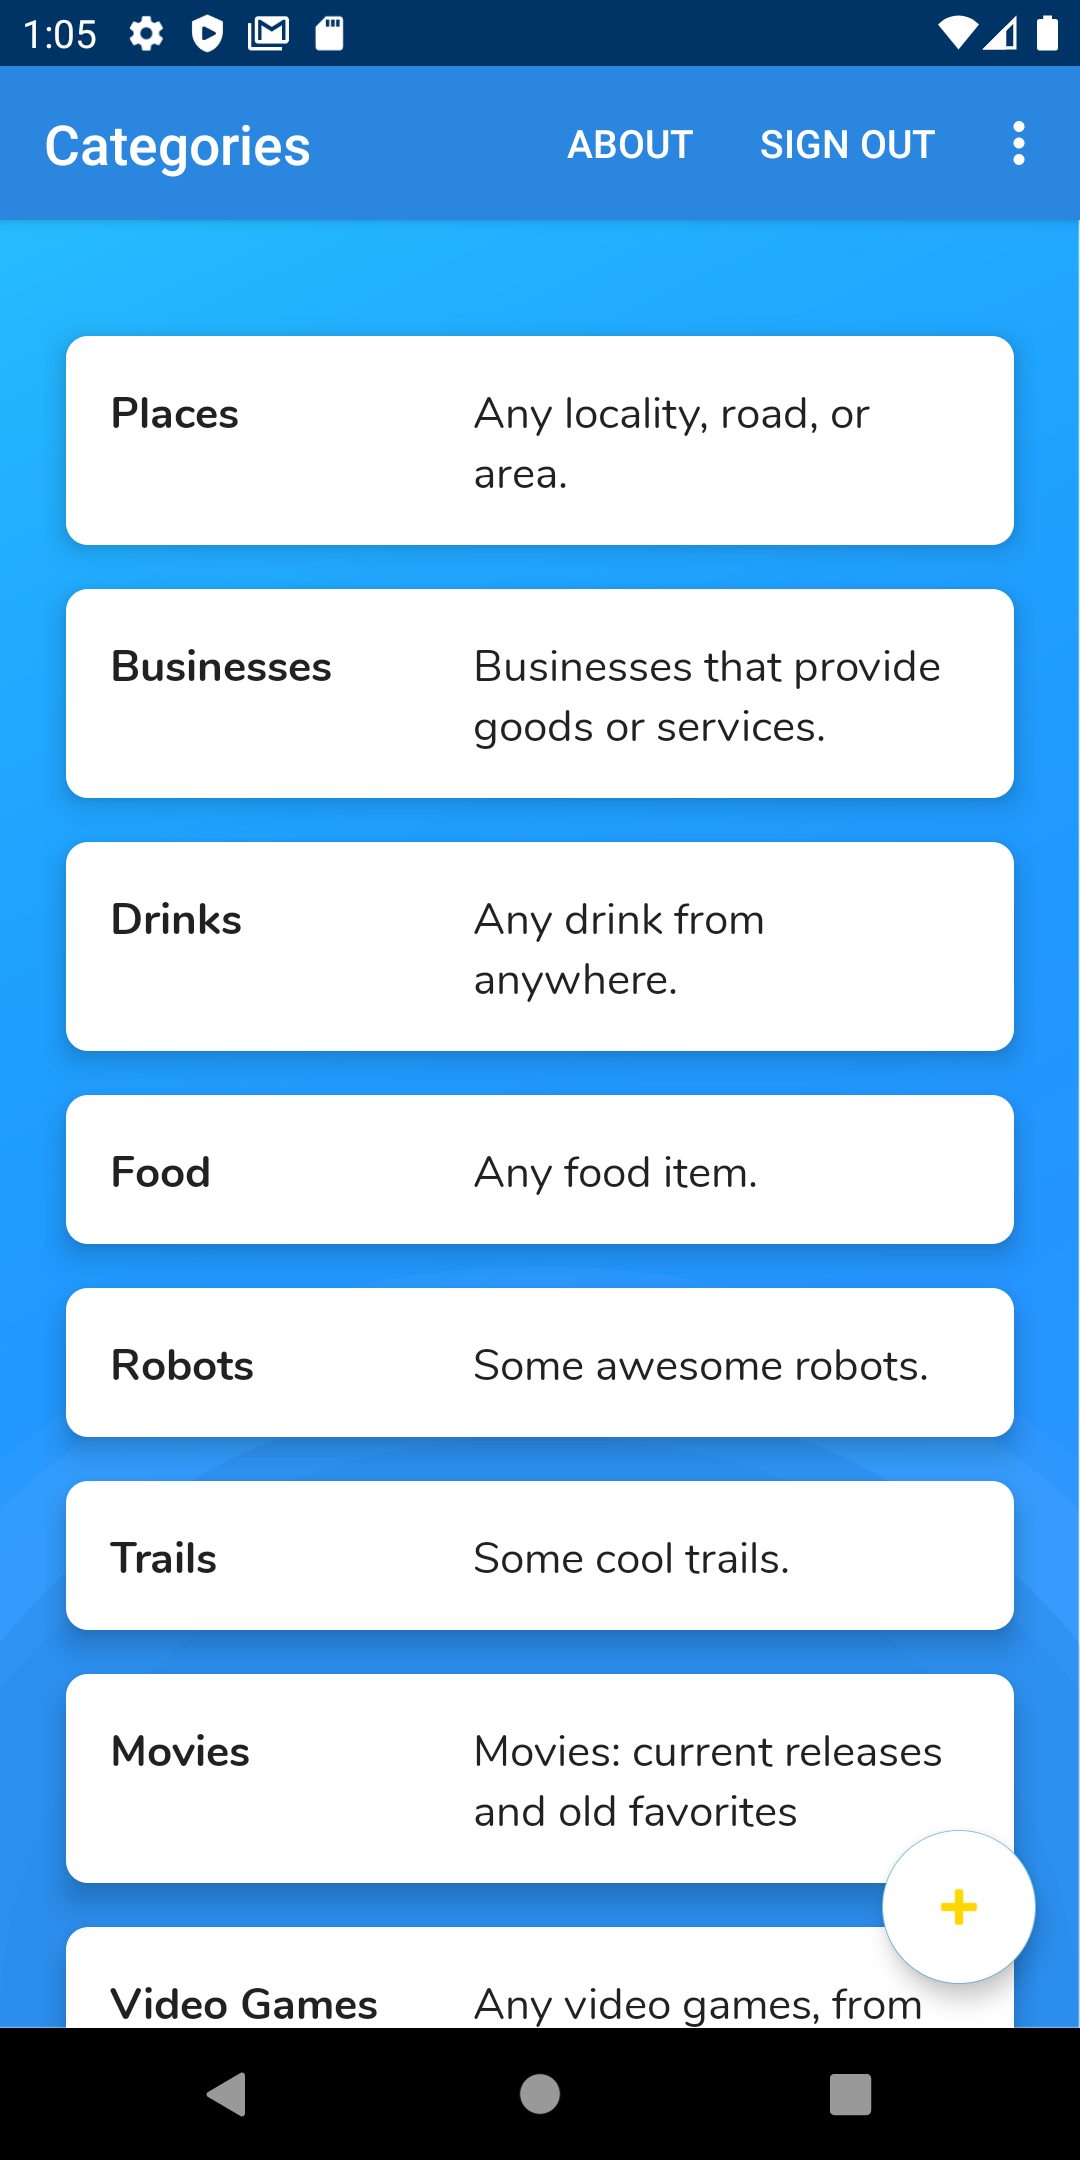 1:05
Categories ABOUT SIGN OUT
Places Any locality, road, or
area.
Businesses Businesses that provide
goods or services.
Drinks Any drink from
anywhere.
Food Any food item.
Robots Some awesome robots.
Trails Some cool trails.
Movies Movies: current releases
and old favorites
Video Games Any video games, from